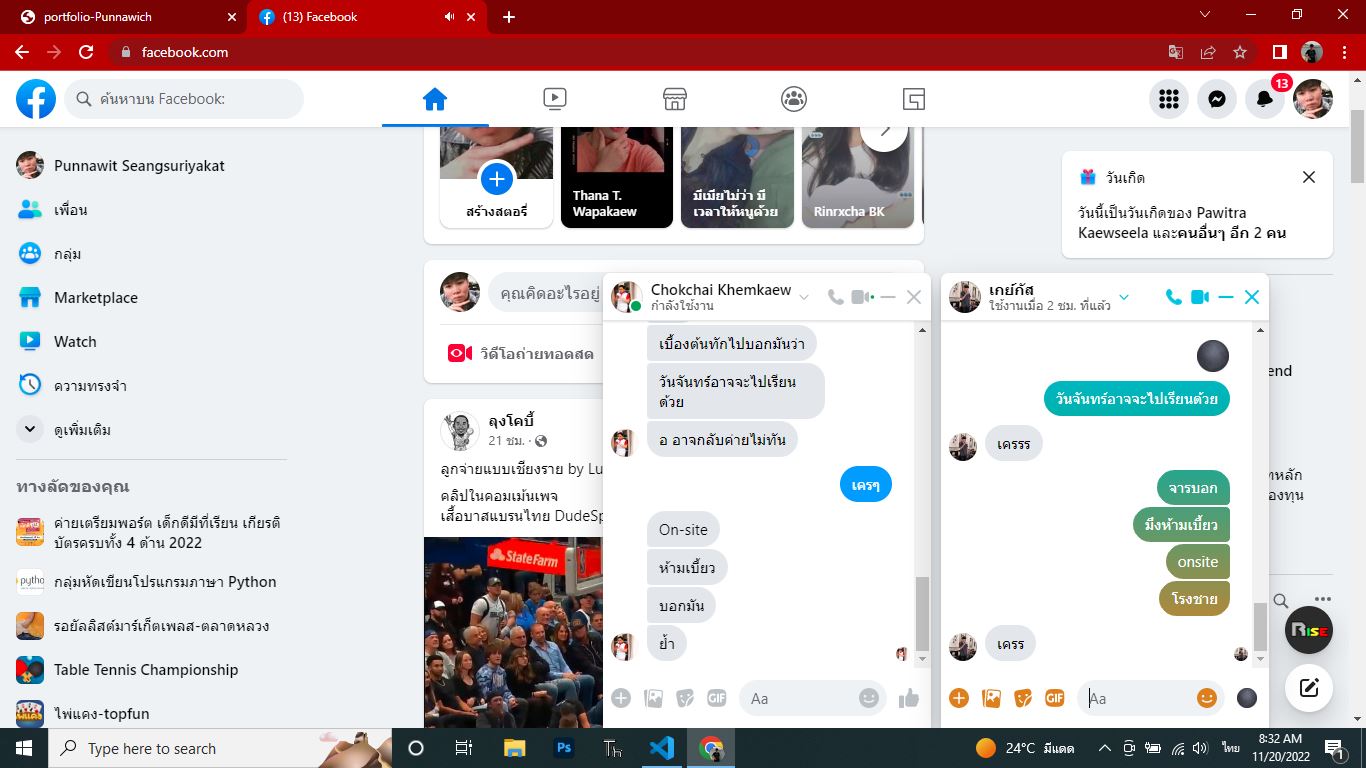 portfolio-Punnawich
(13) Facebook
facebook.com
ค้นหาบน Facebook:
13
Punnawit Seangsuriyakat
เพื่อน
กลุ่ม
Marketplace
Watch
ความทรงจำ
ดูเพิ่มเติม
ทางลัดของคุณ
ค่ายเตรียมพอร์ต เด็กดีมีที่เรียน เกียรติ
บัตรครบทั้ง 4 ด้าน 2022
กลุ่มหัดเขียนโปรแกรมภาษา Python
รอยัลลิสต์มาร์เก็ตเพลส-ตลาดหลวง
Table Tennis Championship
ไพ่แคง-topfun
สร้างสตอรี่
Thana T.
Wapakaew
มีเมียไม่ว่า มี
เวลาให้หนูด้วย
Rinrxcha BK
คุณคิดอะไรอยู่
วิดีโอถ่ายทอดสด
ลุงโคบี้
21 ชม.
ลูกจ่ายแบบเชียงราย by Lu
คลิปในคอมเม้นเพจ
เสื้อบาสแบรนไทย DudeSp
StateFarm
วันเกิด
วันนี้เป็นวันเกิดของ Pawitra
Kaewseela และคนอื่นๆ อีก 2 คน
end
ทหลัก
องทุน
RISE
Chokchai Khemkaew
กำลังใช้งาน
เบื้องต้นทักไปบอกมันว่า
วันจันทร์อาจจะไปเรียน
ด้วย
อ อาจกลับค่ายไม่ทัน
เครๆ
On-site
ห้ามเบี้ยว
บอกมัน
ย้ำ
GIF
Aa
เกย์กัส
ใช้งานเมื่อ 2 ชม. ที่แล้ว
วันจันทร์อาจจะไปเรียนด้วย
เครรร
จารบอก
มึงห้ามเบี้ยว
onsite
โรงชาย
เครร
GIF
Aa
Type here to search
Ps
24°C มีแดด
ไทย
8:32 AM
11/20/2022
1